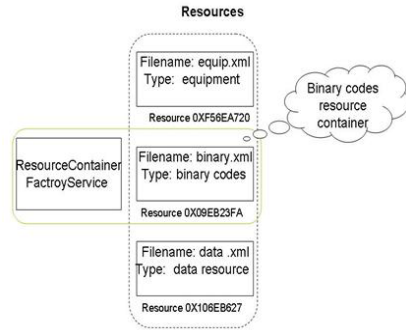 Resources
Filename: equip.xml
Type: equipment
Resource 0XF56EA720
Binary codes
resource
container
ResourceContainer
FactroyService
Filename: binary.xml
Type: binary codes
Resource 0X09EB23FA
Filename: data .xml
Type: data resource
Resource 0X106EB627